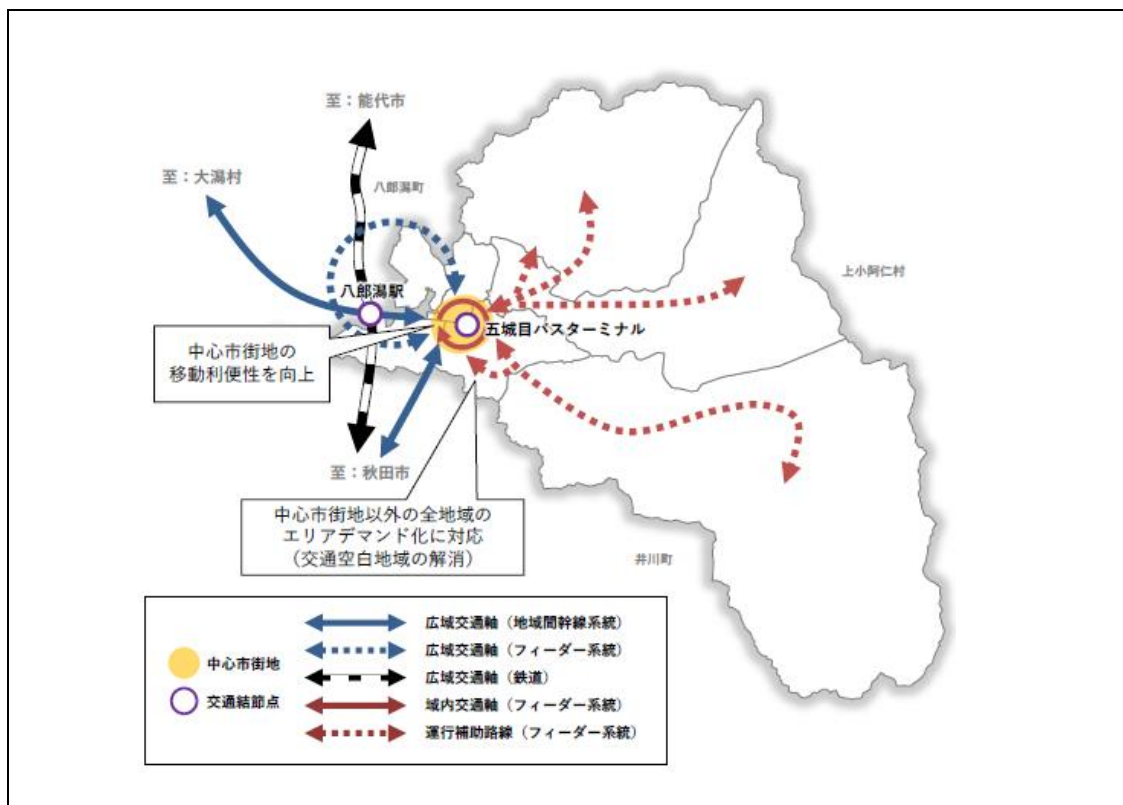 至：能代市
至：大潟村
八郎潟町
上小阿仁村
八郎潟駅
五城目バスターミナル
中心市街地の
移動利便性を向上
至：秋田市
中心市街地以外の全地域の
エリアデマンド化に対応
（交通空白地域の解消）
井川町
中心市街地
交通結節点
広域交通軸（地域間幹線系統）
広域交通軸（フィーダー系統）
広域交通軸（鉄道）
域内交通軸（フィーダー系統）
運行補助路線（フィーダー系統）